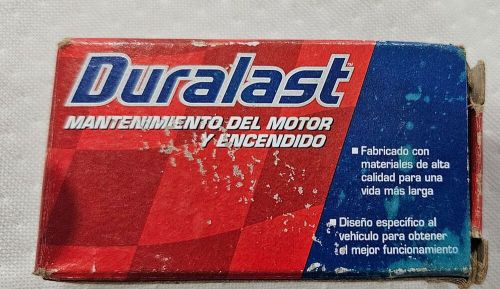 Duralast
MANTENIMIENTO DEL MOTOR
Y ENCENDIDO
▪ Fabricado con
materiales de alta
calidad para una
vida más larga
▪ Diseño específico al
vehículo para obtener
el mejor funcionamiento